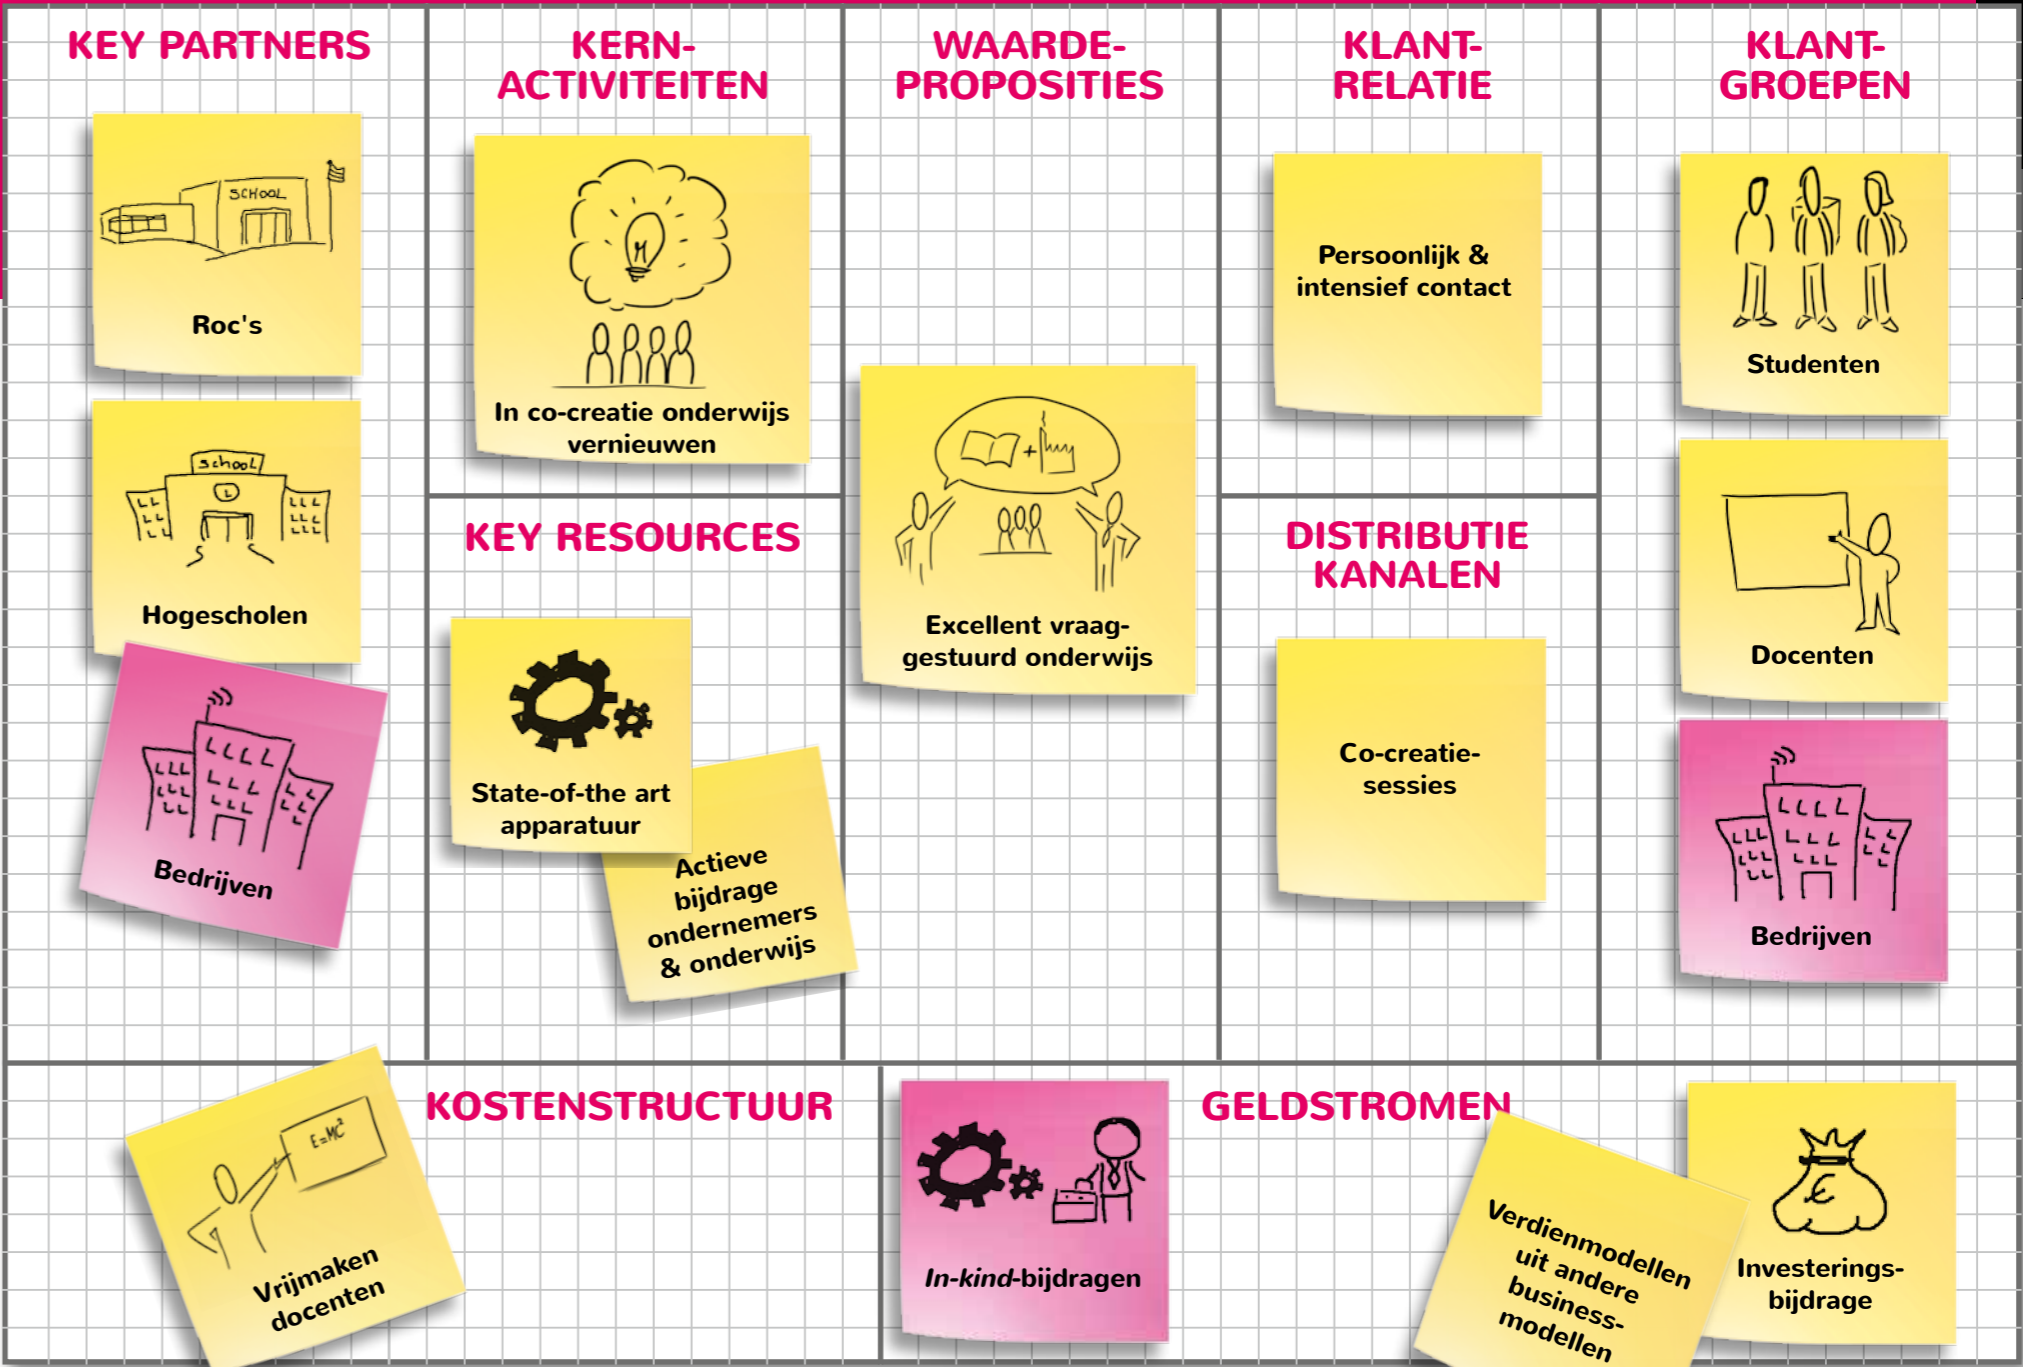 KEY PARTNERS
SCHOOL
Roc's
School
Hogescholen
Bedrijven
KERN-
ACTIVITEITEN
In co-creatie onderwijs
vernieuwen
KEY RESOURCES
State-of-the art
apparatuur
Actieve
bijdrage
ondernemers
& onderwijs
WAARDE-
PROPOSITIES
+
Excellent vraag-
gestuurd onderwijs
KLANT-
RELATIE
Persoonlijk &
intensief contact
DISTRIBUTIE
KANALEN
Co-creatie-
sessies
KLANT-
GROEPEN
Studenten
Docenten
Bedrijven
KOSTENSTRUCTUUR
E=MC²
Vrijmaken
docenten
GELDSTROMEN
In-kind-bijdragen
Verdienmodellen
uit andere
business-
modellen
€
Investerings-
bijdrage